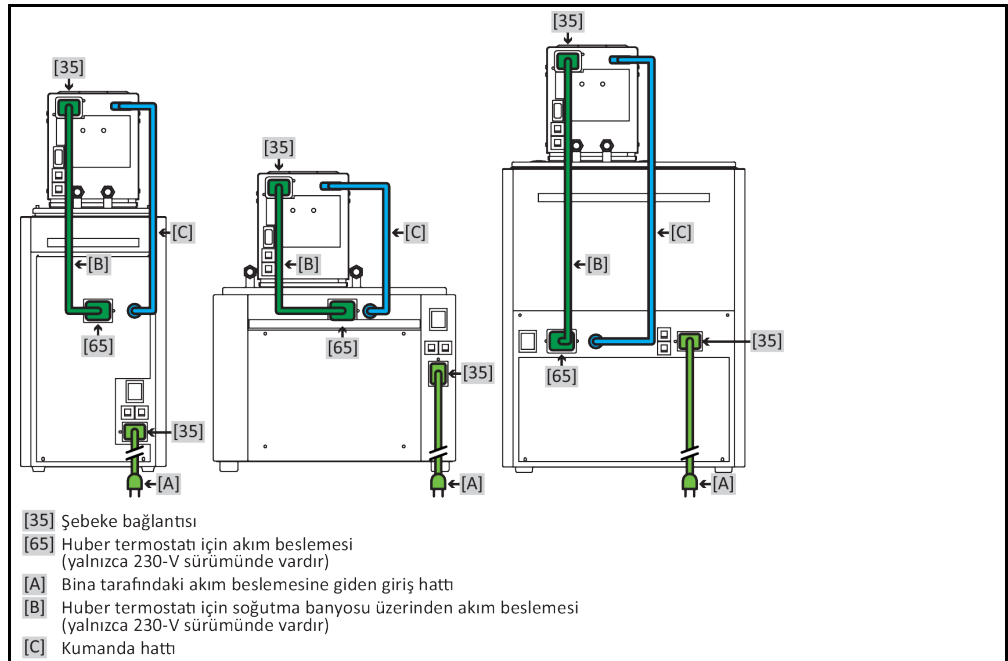 [35]
[35]
[35]
[C]
[B]
[65]
[35]
[A]
[C]
[B]
[65]
[35]
[A]
[C]
[B]
[65]
[35]
[A]
[35] Şebeke bağlantısı
[65] Huber termostatı için akım beslemesi
(yalnızca 230-V sürümünde vardır)
[A] Bina tarafındaki akım beslemesine giden giriş hattı
[B] Huber termostatı için soğutma banyosu üzerinden akım beslemesi
(yalnızca 230-V sürümünde vardır)
[C] Kumanda hattı